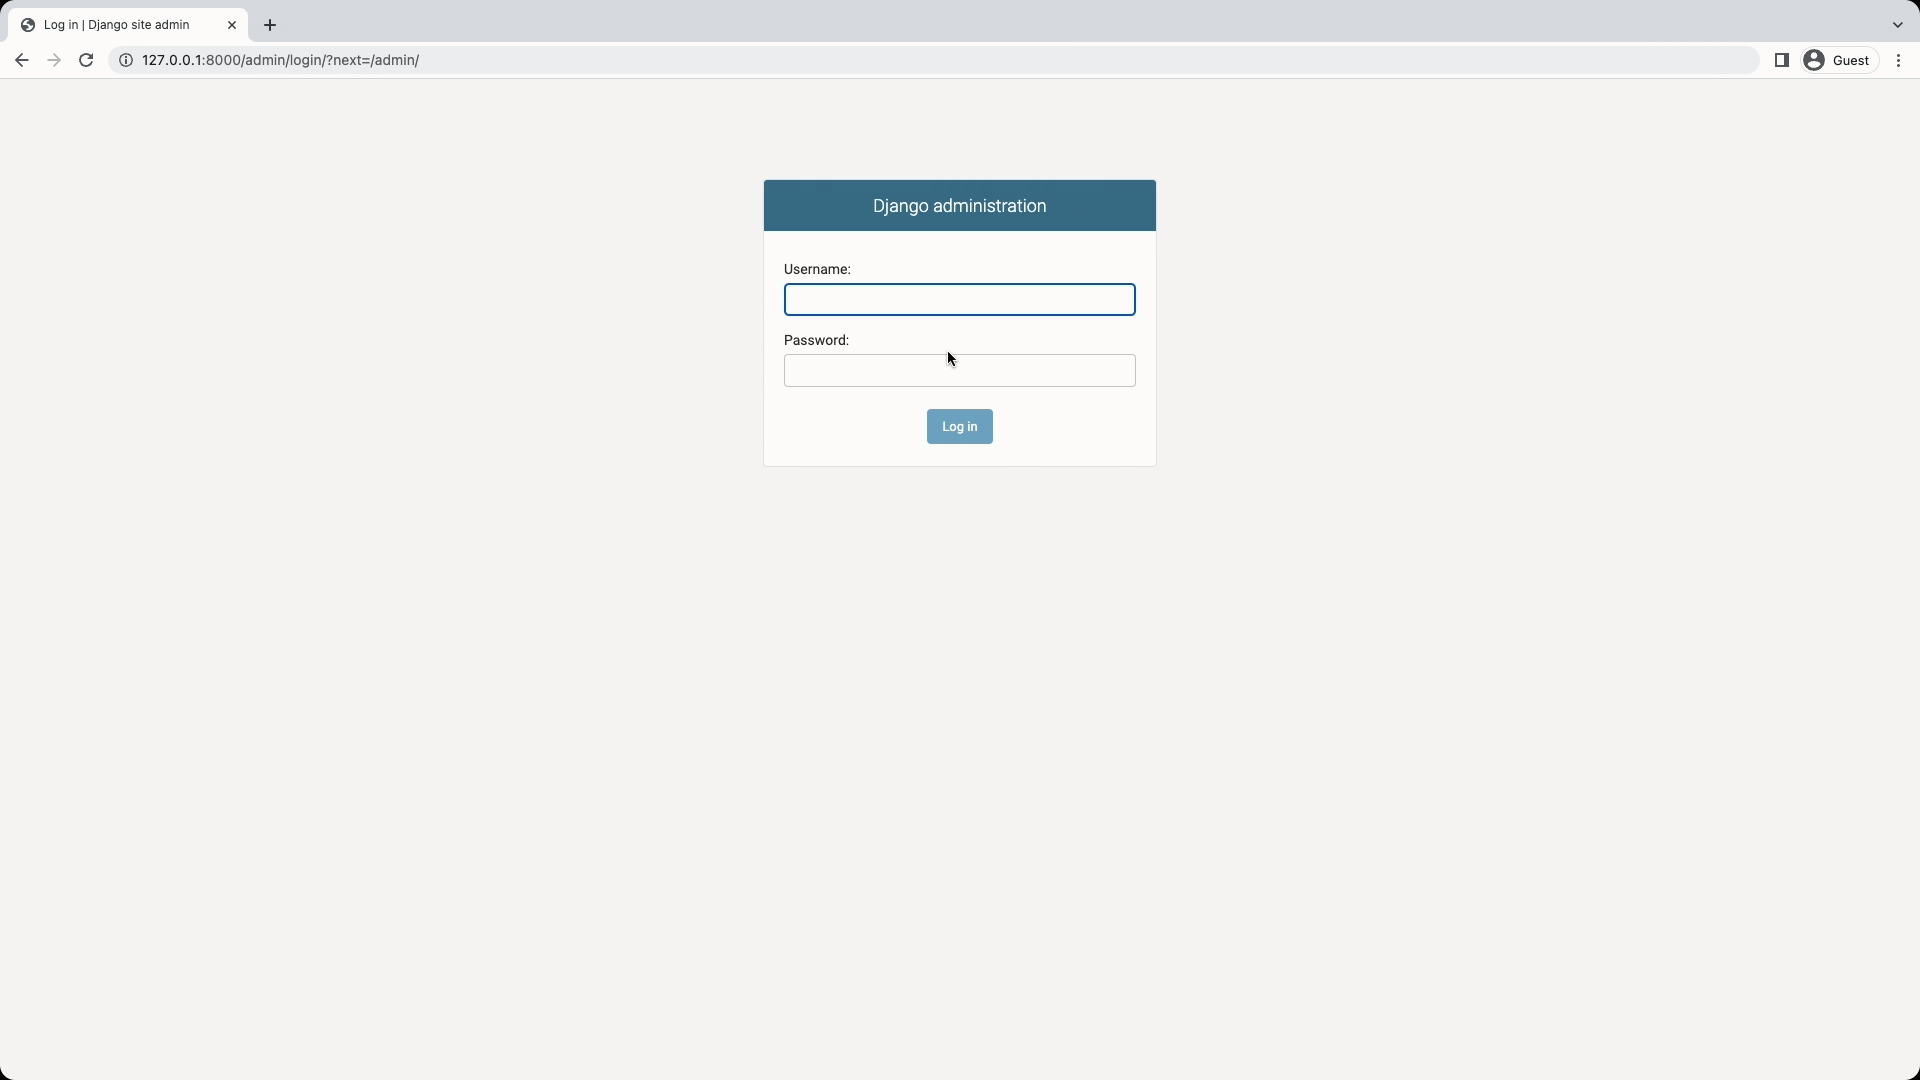 Log in | Django site admin
127.0.0.1:8000/admin/login/?next=/admin/
Guest
Django administration
Username:
Password:
Log in